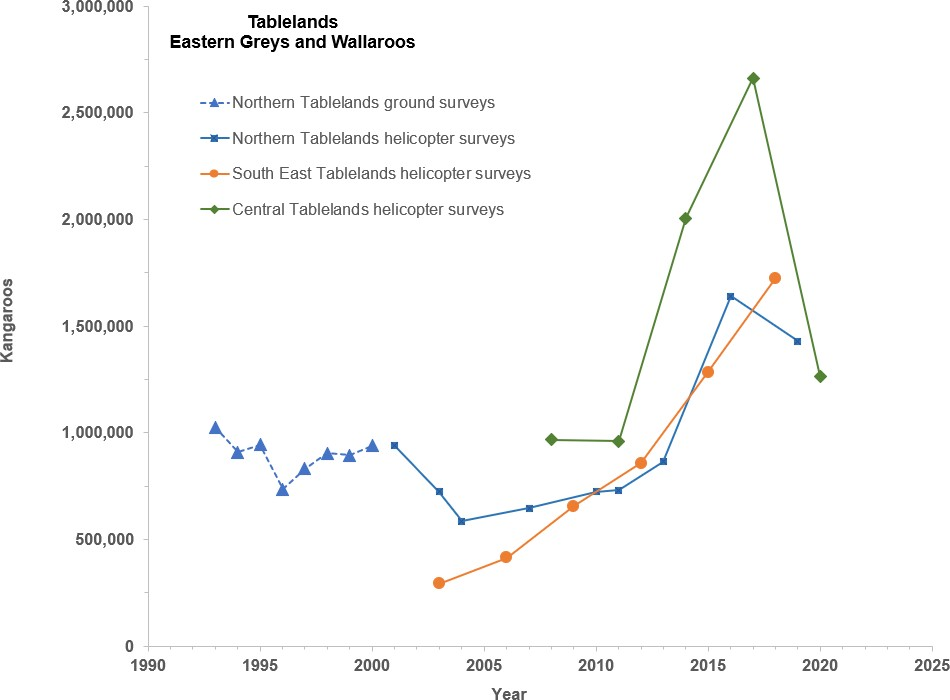 Tablelands
Eastern Greys and Wallaroos
Northern Tablelands ground surveys
Northern Tablelands helicopter surveys
South East Tablelands helicopter surveys
Central Tablelands helicopter surveys
Kangaroos
3,000,000
2,500,000
2,000,000
1,500,000
1,000,000
500,000
0
1990 1995 2000 2005 2010 2015 2020 2025
Year